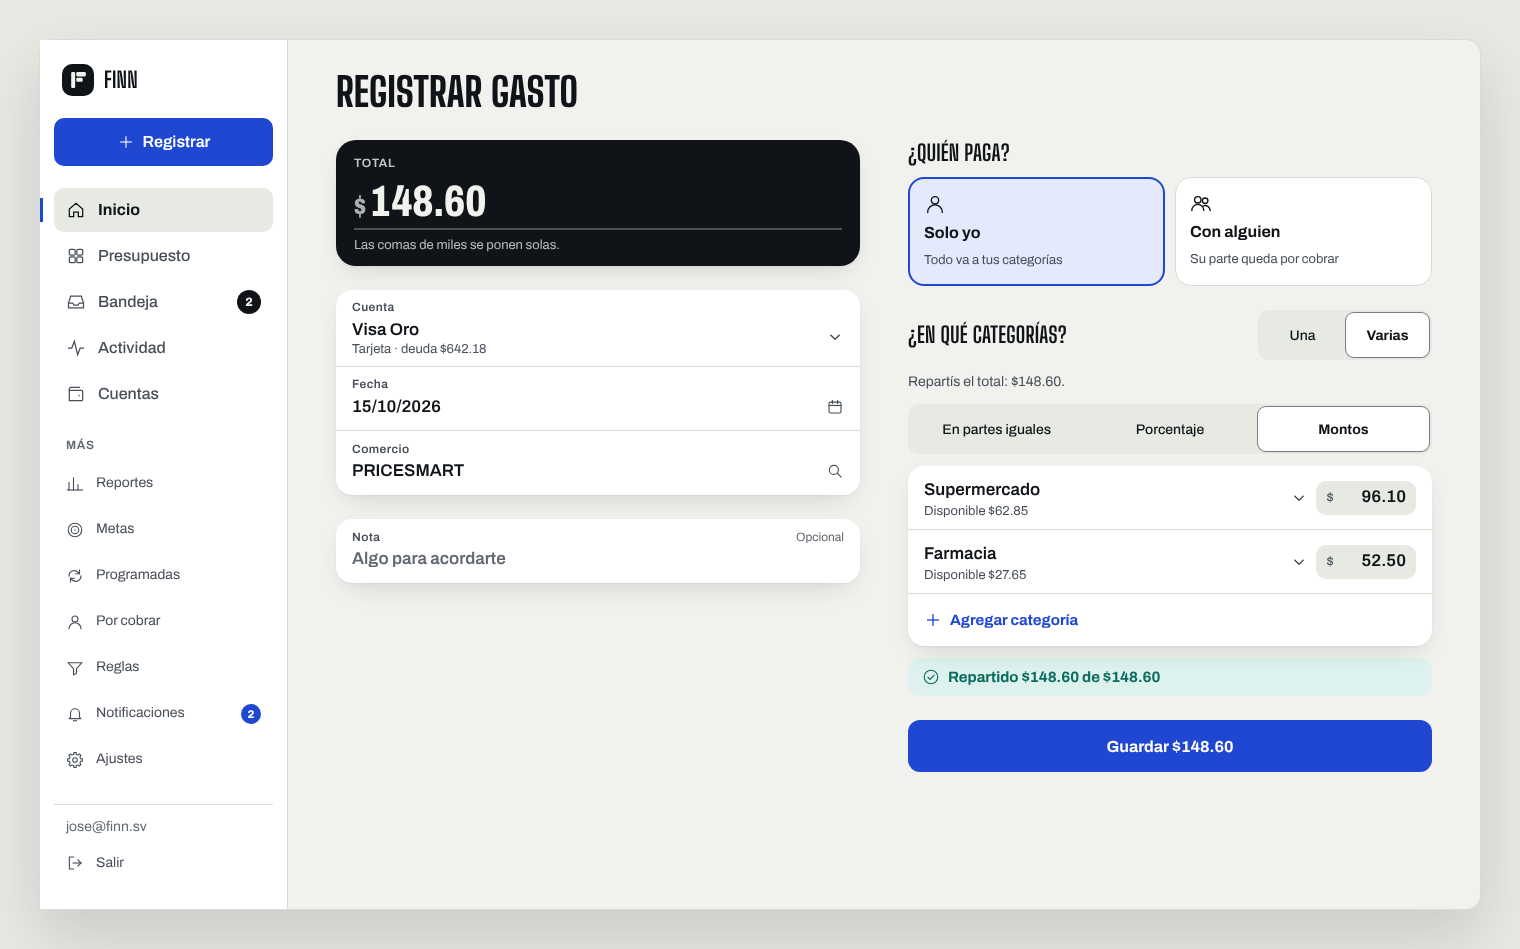 FINN
Registrar
Inicio
Presupuesto
Bandeja 2
Actividad
Cuentas
MÁS
Reportes
Metas
Programadas
Por cobrar
Reglas
Notificaciones 2
Ajustes
jose@finn.sv
Salir
REGISTRAR GASTO
TOTAL
$148.60
Las comas de miles se ponen solas.
Cuenta
Visa Oro
Tarjeta · deuda $642.18
Fecha
15/10/2026
Comercio
PRICESMART
Nota Opcional
Algo para acordarte
¿QUIÉN PAGA?
Solo yo
Todo va a tus categorías
Con alguien
Su parte queda por cobrar
¿EN QUÉ CATEGORÍAS? Una Varias
Repartís el total: $148.60.
En partes iguales Porcentaje Montos
Supermercado
Disponible $62.85
$ 96.10
Farmacia
Disponible $27.65
$ 52.50
Agregar categoría
Repartido $148.60 de $148.60
Guardar $148.60